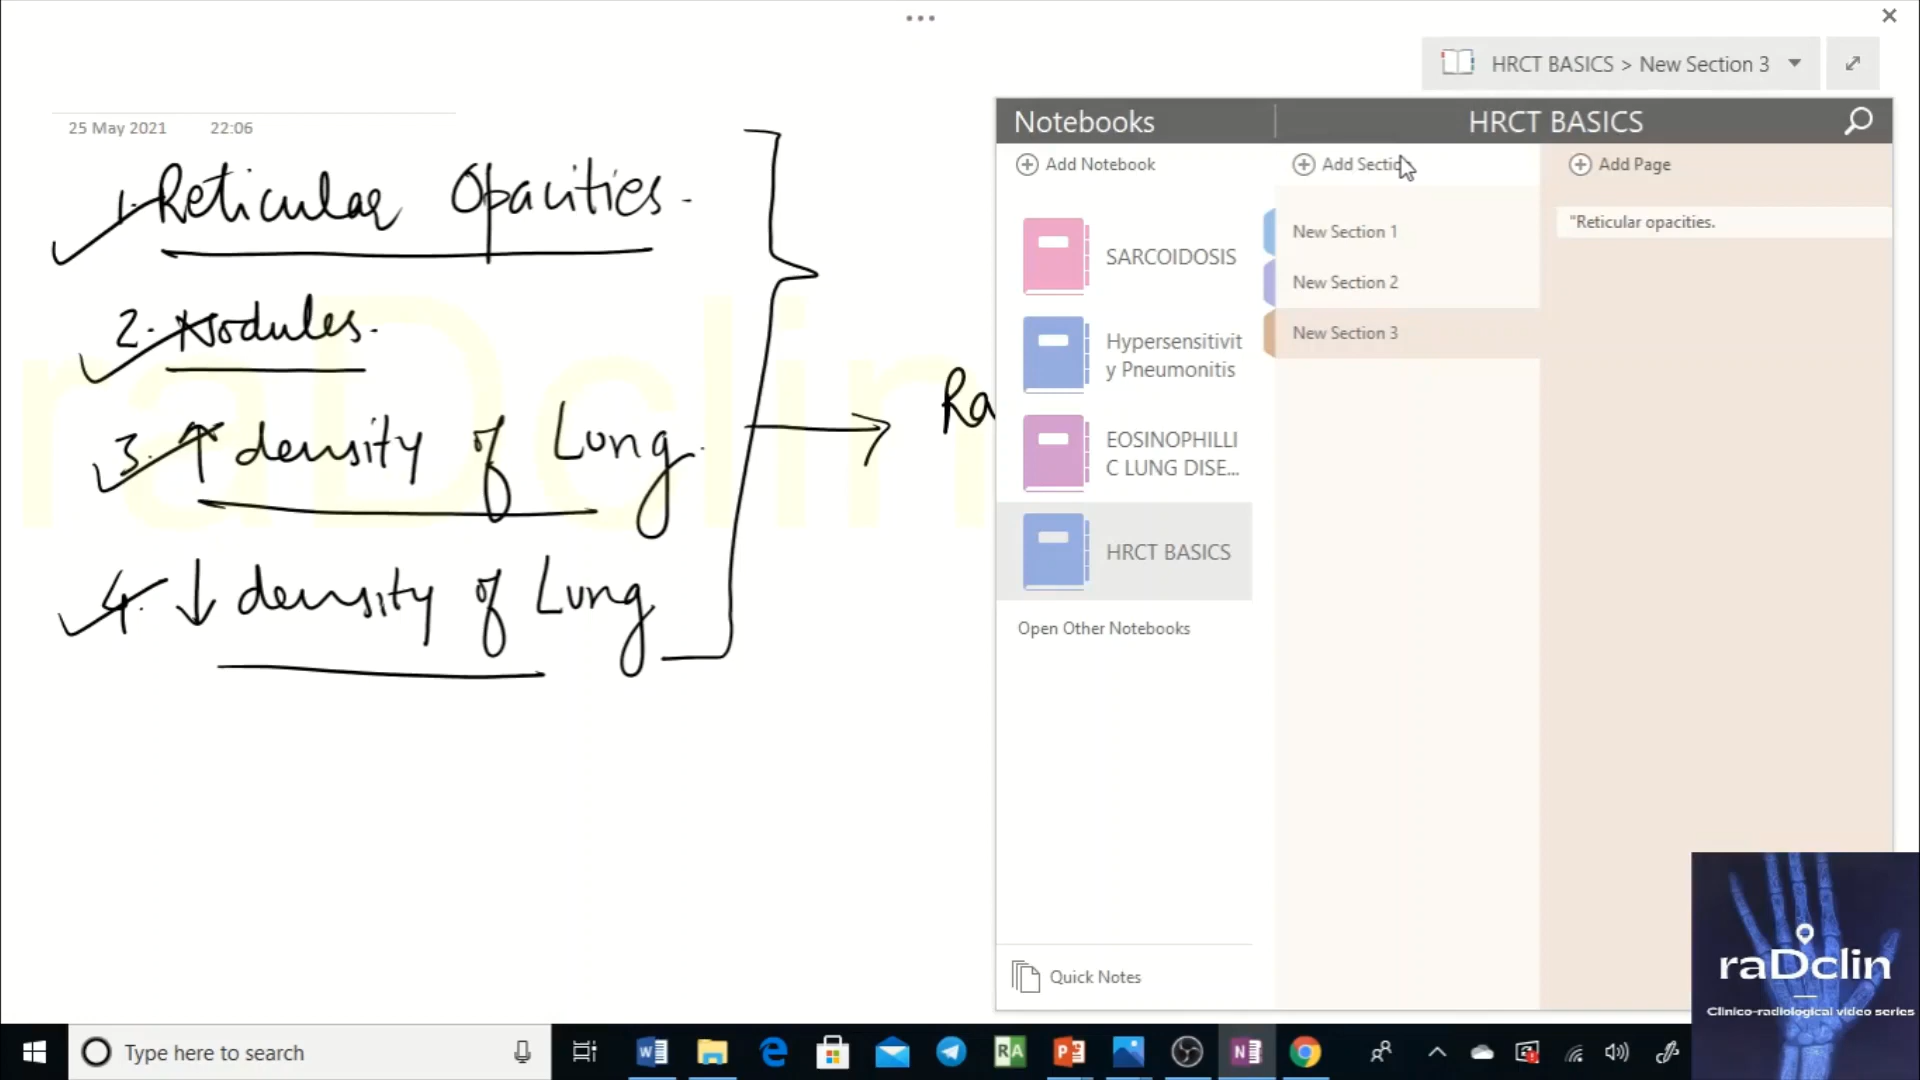 HRCT BASICS > New Section 3
25 May 2021 22:06
1. Reticular Opacities.
2. Nodules.
3. ↑ density of Lung.
4. ↓ density of Lung
Ra
raDclin
Notebooks
HRCT BASICS
Add Notebook
SARCOIDOSIS
Hypersensitivit
y Pneumonitis
EOSINOPHILLI
C LUNG DISE...
HRCT BASICS
Open Other Notebooks
Quick Notes
Add Sectio
New Section 1
New Section 2
New Section 3
Add Page
"Reticular opacities.
raDclin
Clinico-radiological video series
Type here to search
RA